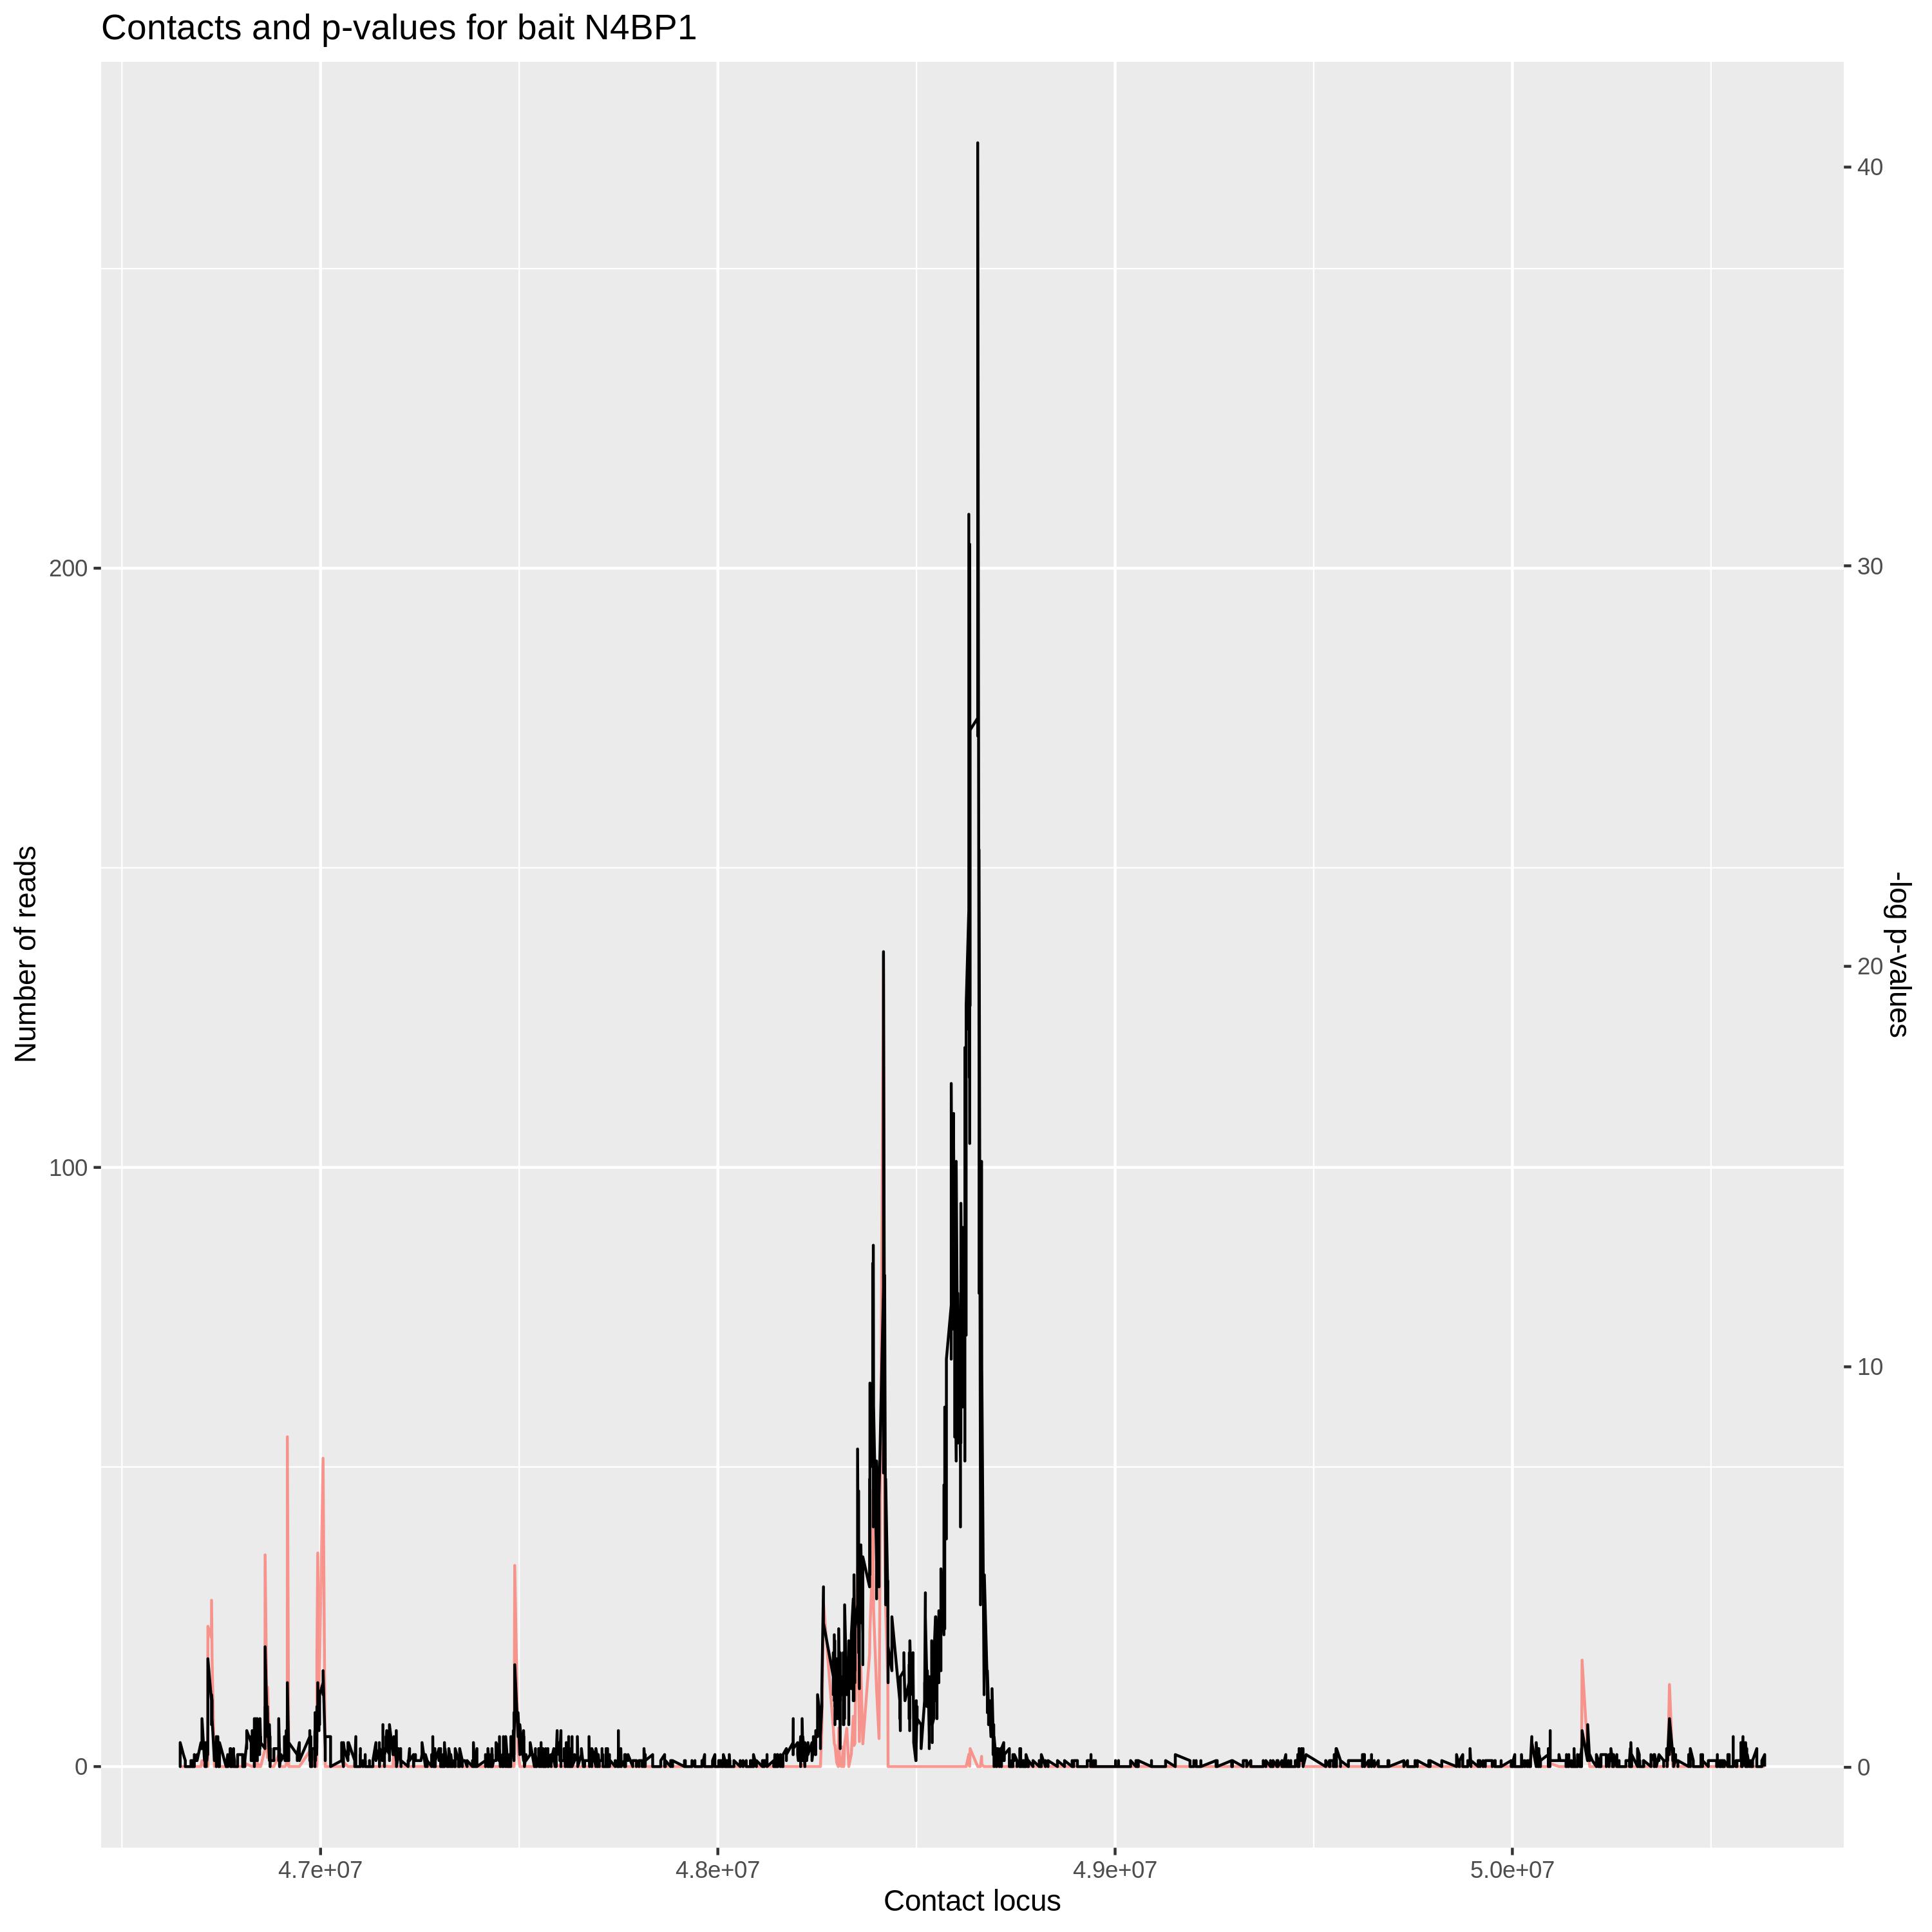 Contacts and p-values for bait N4BP1
40
200
30
Number of reads
-log p-values
20
100
10
0
0
4.7e+07
4.8e+07
4.9e+07
5.0e+07
Contact locus